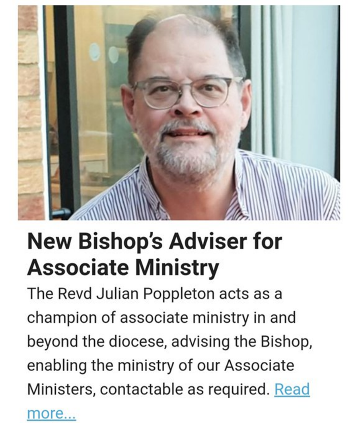 New Bishop’s Adviser for
Associate Ministry
The Revd Julian Poppleton acts as a
champion of associate ministry in and
beyond the diocese, advising the Bishop,
enabling the ministry of our Associate
Ministers, contactable as required. Read
more...